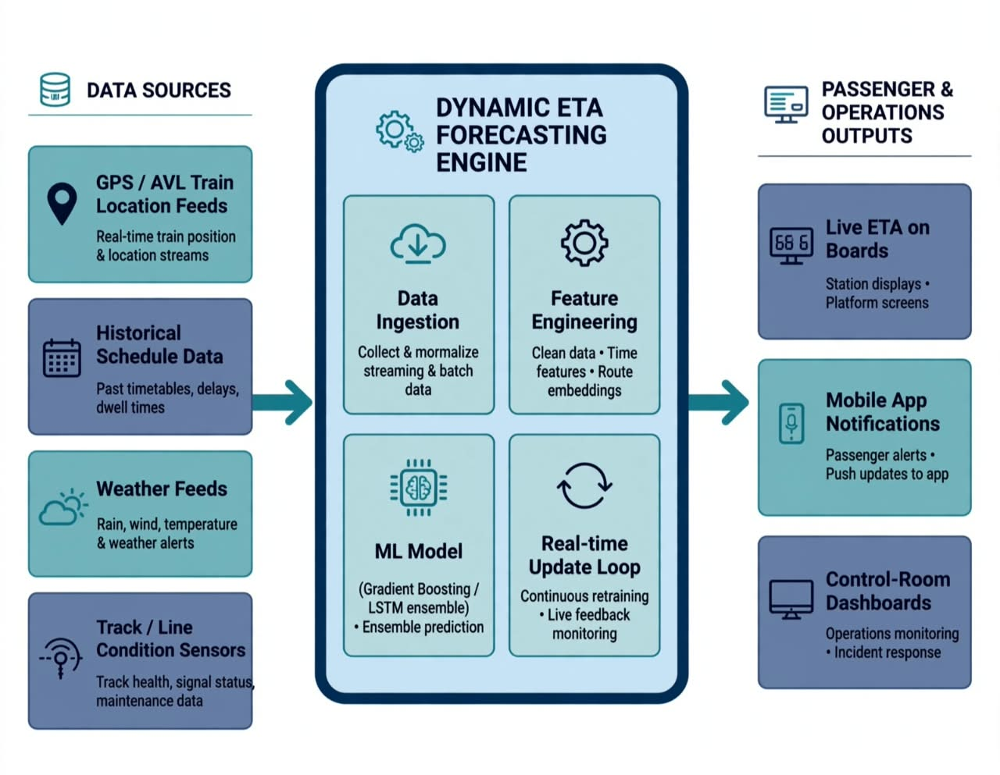 DATA SOURCES
GPS / AVL Train
Location Feeds
Real-time train position
& location streams
Historical
Schedule Data
Past timetables, delays,
dwell times
Weather Feeds
Rain, wind, temperature
& weather alerts
Track / Line
Condition Sensors
Track health, signal status,
maintenance data
DYNAMIC ETA
FORECASTING
ENGINE
Data
Ingestion
Collect & mormalize
streaming & batch
data
Feature
Engineering
Clean data • Time
features • Route
embeddings
ML Model
(Gradient Boosting /
LSTM ensemble)
• Ensemble prediction
Real-time
Update Loop
Continuous retraining
• Live feedback
monitoring
PASSENGER &
OPERATIONS
OUTPUTS
68 6
Live ETA on
Boards
Station displays •
Platform screens
Mobile App
Notifications
Passenger alerts •
Push updates to app
Control-Room
Dashboards
Operations monitoring
• Incident response